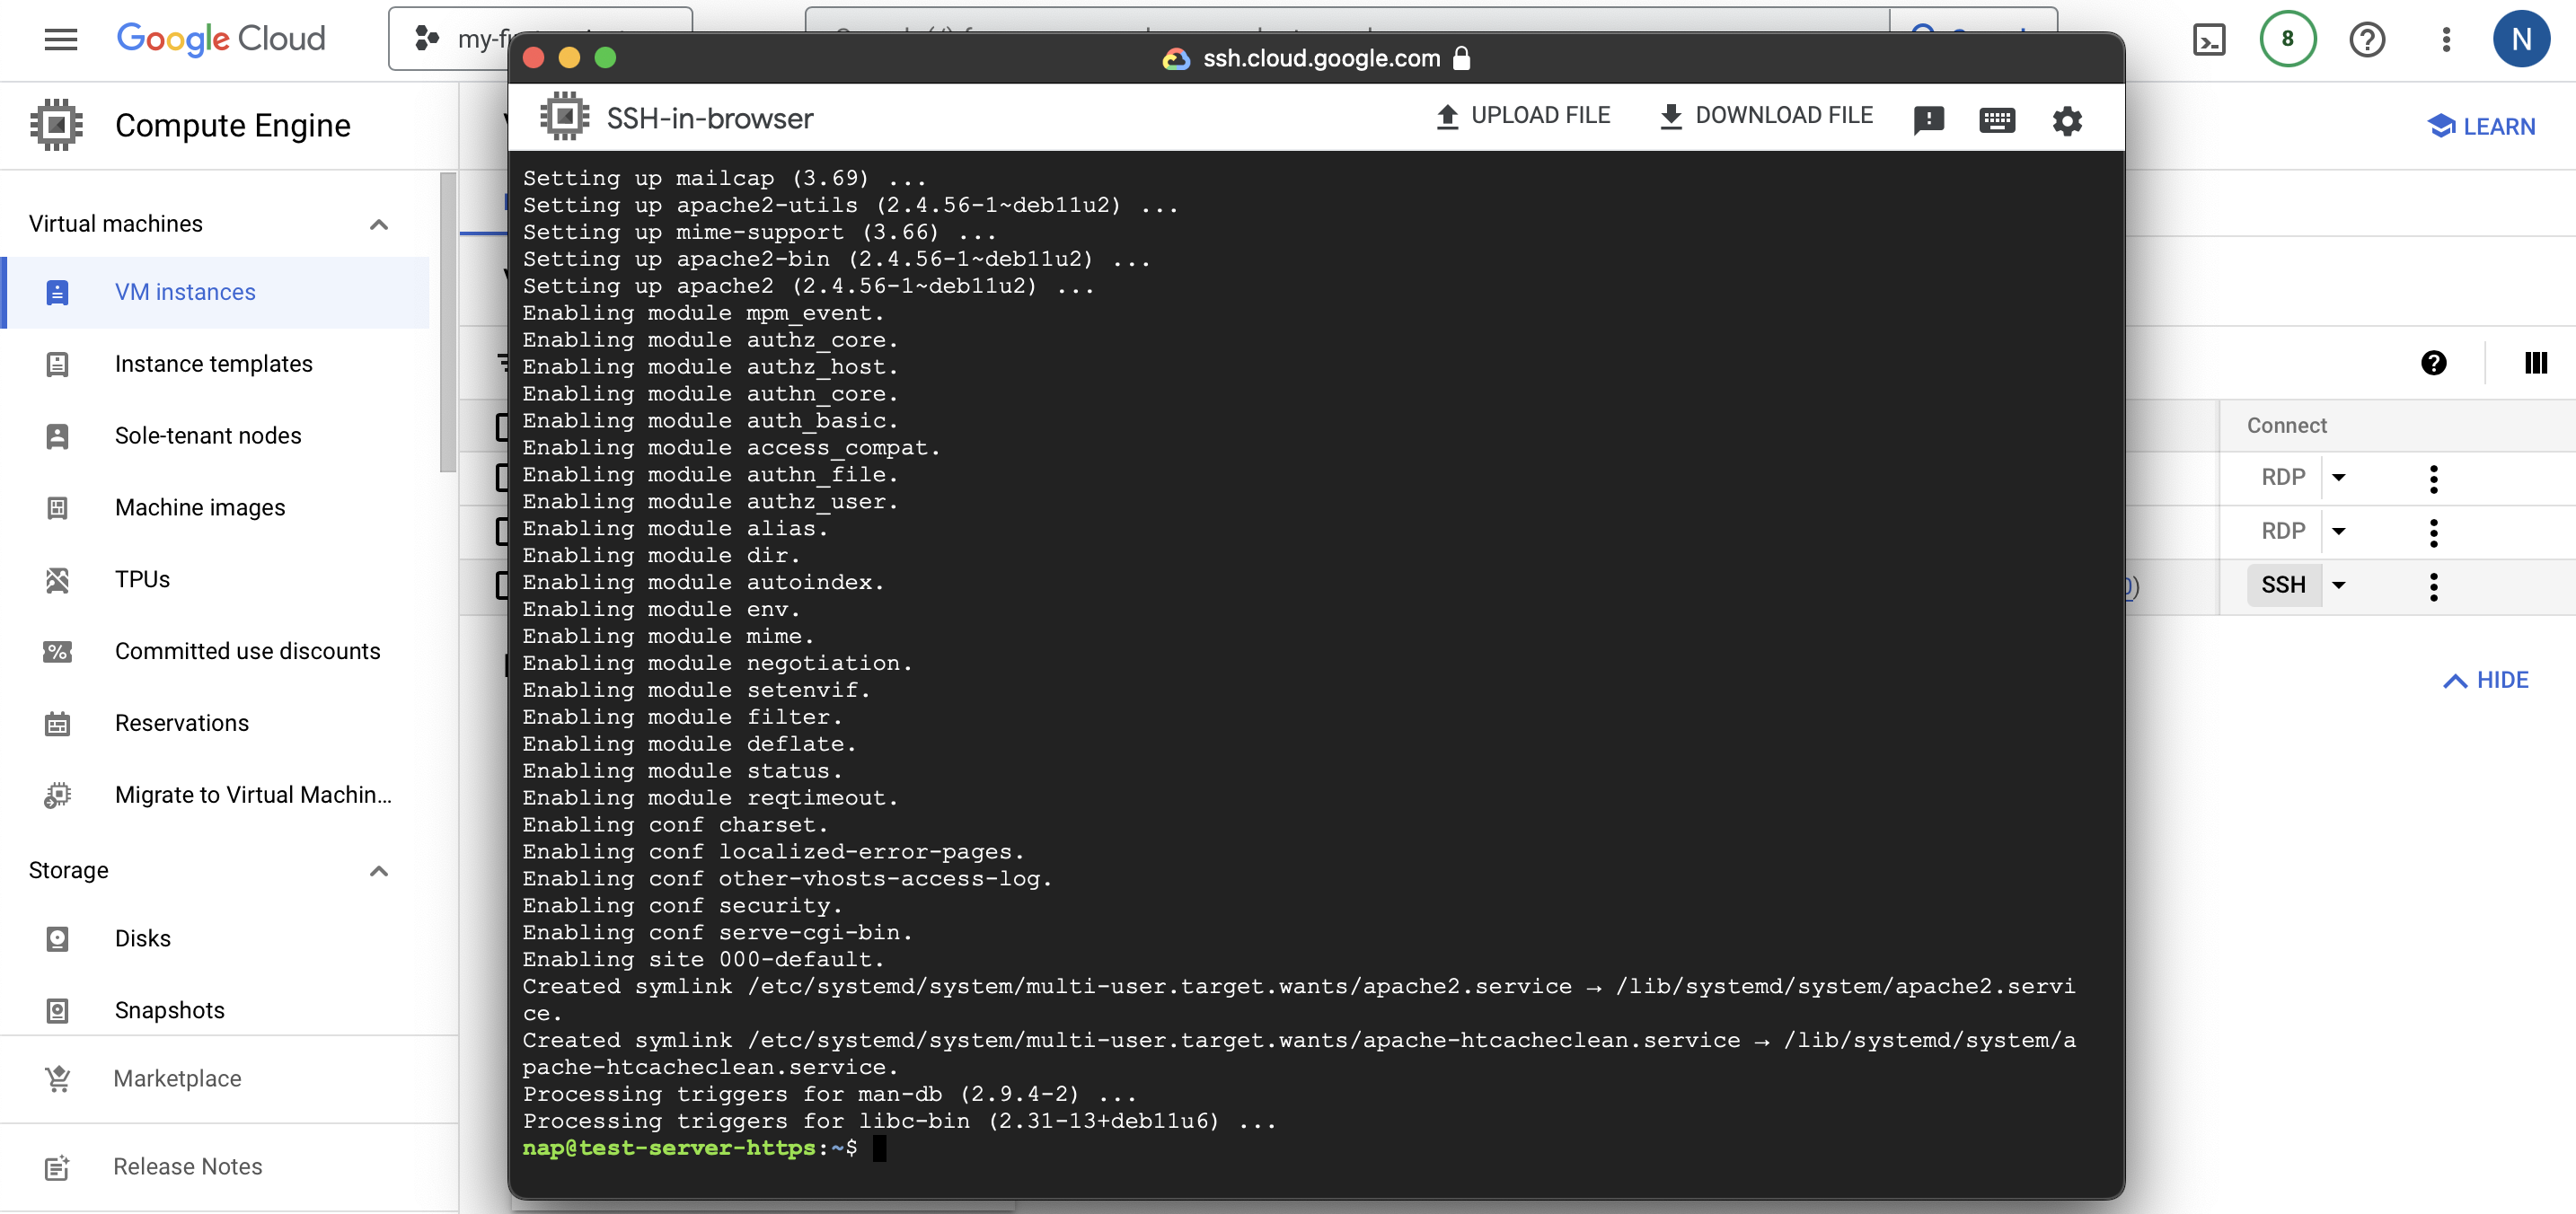 Google Cloud
my-fi
8
N
ssh.cloud.google.com
Compute Engine
SSH-in-browser
UPLOAD FILE
DOWNLOAD FILE
LEARN
Virtual machines
VM instances
Instance templates
Sole-tenant nodes
Machine images
TPUs
Committed use discounts
Reservations
Migrate to Virtual Machin...
Storage
Disks
Snapshots
Marketplace
Release Notes
Setting up mailcap (3.69) ...
Setting up apache2-utils (2.4.56-1~deb11u2) ...
Setting up mime-support (3.66) ...
Setting up apache2-bin (2.4.56-1~deb11u2) ...
Setting up apache2 (2.4.56-1~deb11u2) ...
Enabling module mpm_event.
Enabling module authz_core.
Enabling module authz_host.
Enabling module authn_core.
Enabling module auth_basic.
Enabling module access_compat.
Enabling module authn_file.
Enabling module authz_user.
Enabling module alias.
Enabling module dir.
Enabling module autoindex.
Enabling module env.
Enabling module mime.
Enabling module negotiation.
Enabling module setenvif.
Enabling module filter.
Enabling module deflate.
Enabling module status.
Enabling module reqtimeout.
Enabling conf charset.
Enabling conf localized-error-pages.
Enabling conf other-vhosts-access-log.
Enabling conf security.
Enabling conf serve-cgi-bin.
Enabling site 000-default.
Created symlink /etc/systemd/system/multi-user.target.wants/apache2.service → /lib/systemd/system/apache2.servi
ce.
Created symlink /etc/systemd/system/multi-user.target.wants/apache-htcacheclean.service → /lib/systemd/system/a
pache-htcacheclean.service.
Processing triggers for man-db (2.9.4-2) ...
Processing triggers for libc-bin (2.31-13+deb11u6) ...
nap@test-server-https:~$
Connect
RDP
RDP
SSH
HIDE